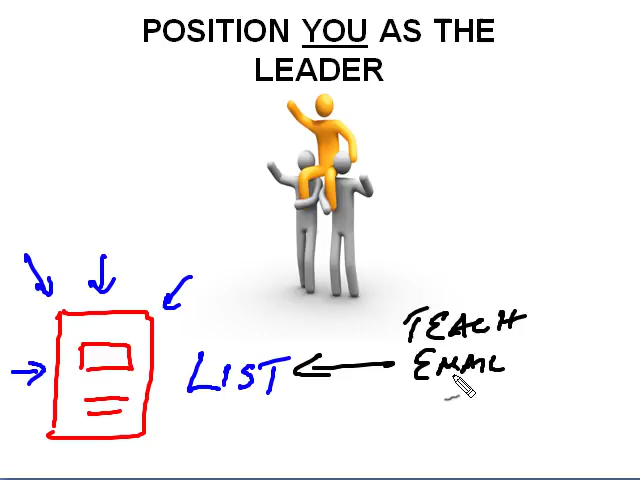 POSITION YOU AS THE
LEADER
TEACH
EMAIL
LIST